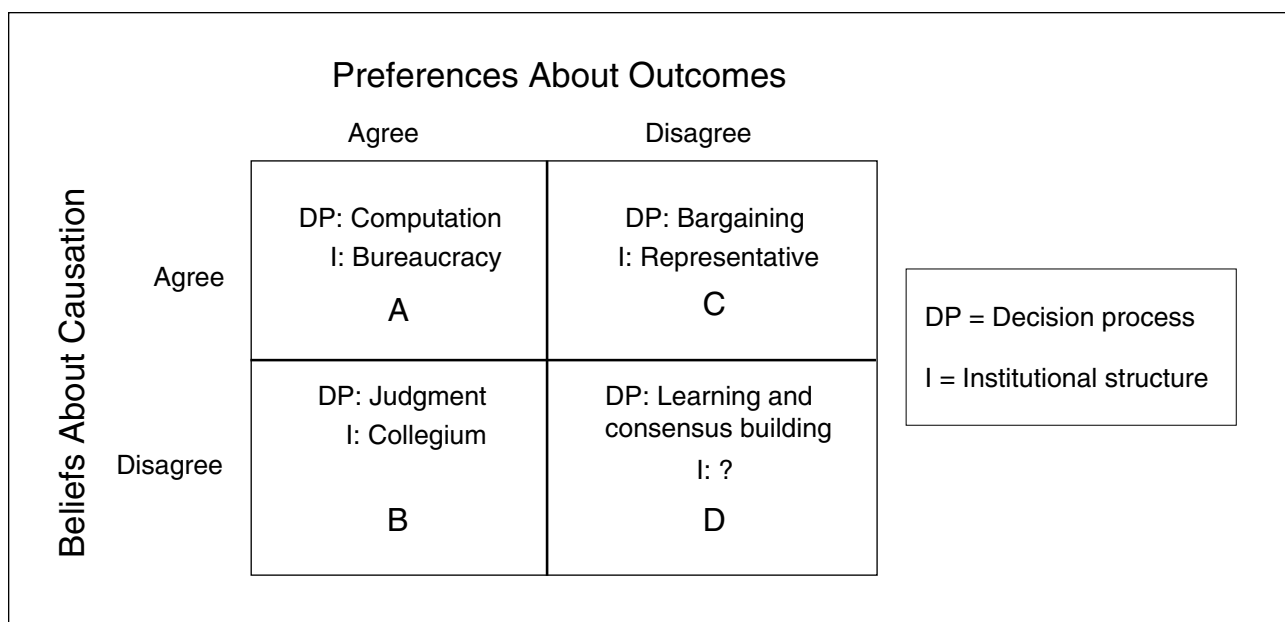 Preferences About Outcomes
Agree
Disagree
Beliefs About Causation
Agree
DP: Computation
I: Bureaucracy
A
DP: Bargaining
I: Representative
C
Disagree
DP: Judgment
I: Collegium
B
DP: Learning and
consensus building
I: ?
D
DP = Decision process
I = Institutional structure